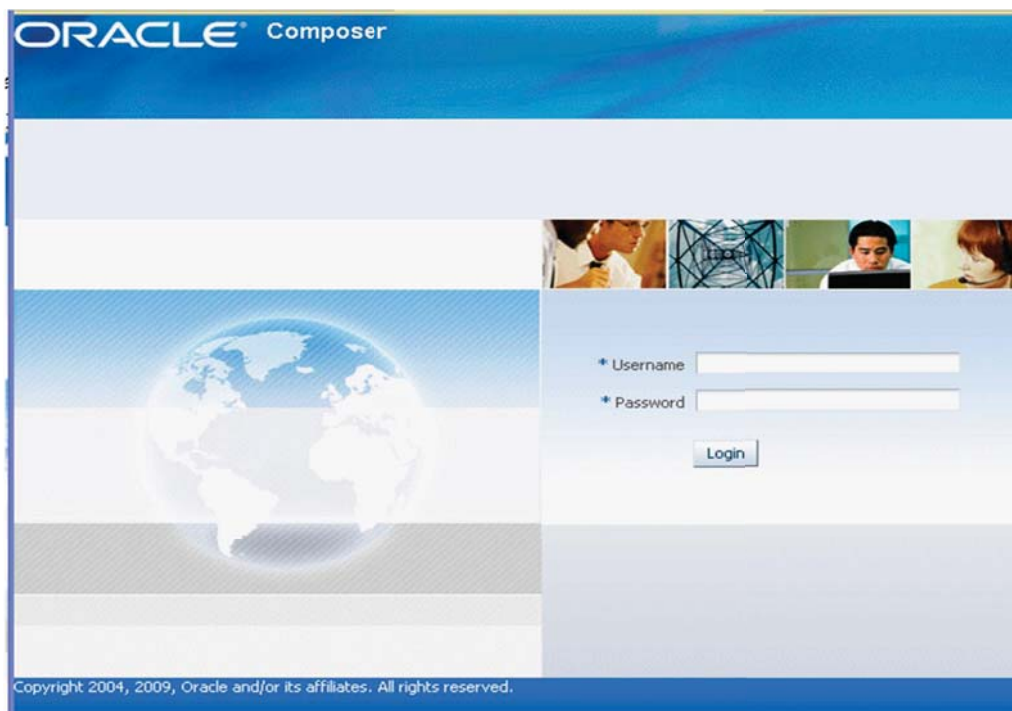 ORACLE® Composer
* Username
* Password
Login
Copyright 2004, 2009, Oracle and/or its affiliates. All rights reserved.